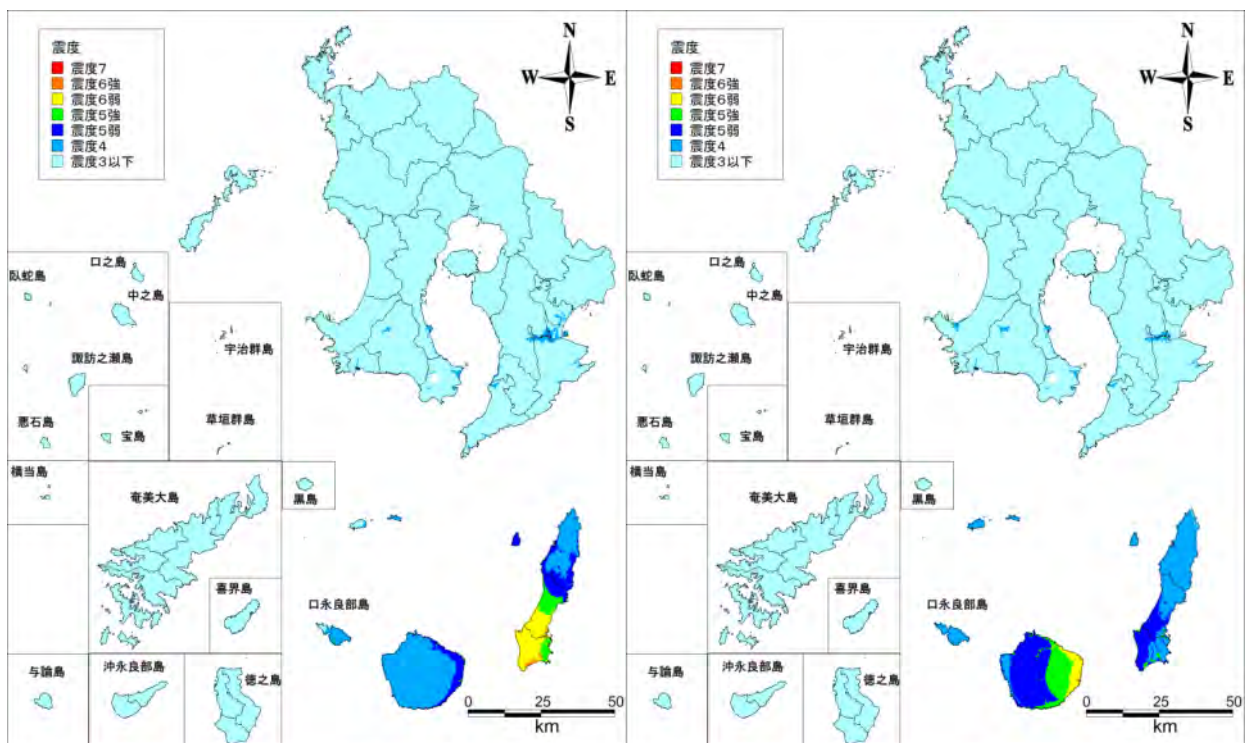 震度
震度7
震度6強
震度6弱
震度5強
震度5弱
震度4
震度3以下
N
W
E
S
口之島
臥蛇島
中之島
宇治群島
諏訪之瀬島
悪石島
宝島
草垣群島
横当島
奄美大島
黒島
喜界島
口永良部島
与論島
沖永良部島
徳之島
0 25 50
km
震度
震度7
震度6強
震度6弱
震度5強
震度5弱
震度4
震度3以下
N
W
E
S
口之島
臥蛇島
中之島
宇治群島
諏訪之瀬島
悪石島
宝島
草垣群島
横当島
奄美大島
黒島
喜界島
口永良部島
与論島
沖永良部島
徳之島
0 25 50
km